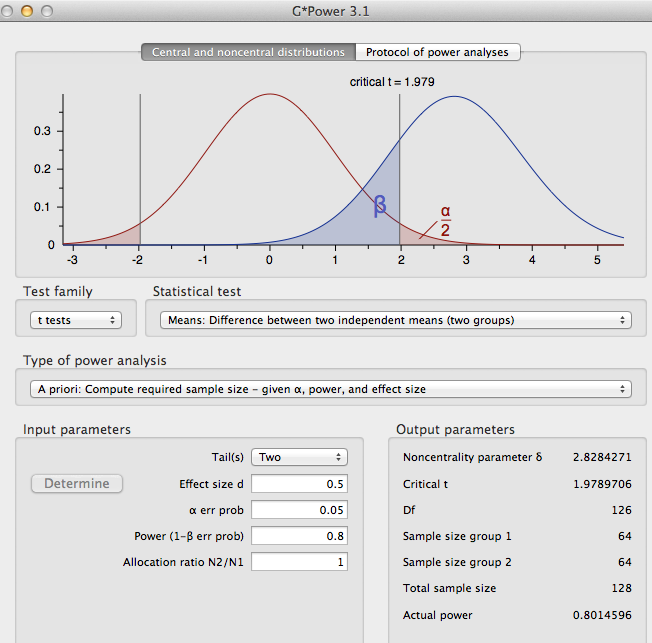 G*Power 3.1
Central and noncentral distributions Protocol of power analyses
critical t = 1.979
0.3
0.2
0.1
0
β
α
2
-3 -2 -1 0 1 2 3 4 5
Test family Statistical test
t tests Means: Difference between two independent means (two groups)
Type of power analysis
A priori: Compute required sample size – given α, power, and effect size
Input parameters
Tail(s) Two
Determine Effect size d 0.5
α err prob 0.05
Power (1-β err prob) 0.8
Allocation ratio N2/N1 1
Output parameters
Noncentrality parameter δ 2.8284271
Critical t 1.9789706
Df 126
Sample size group 1 64
Sample size group 2 64
Total sample size 128
Actual power 0.8014596